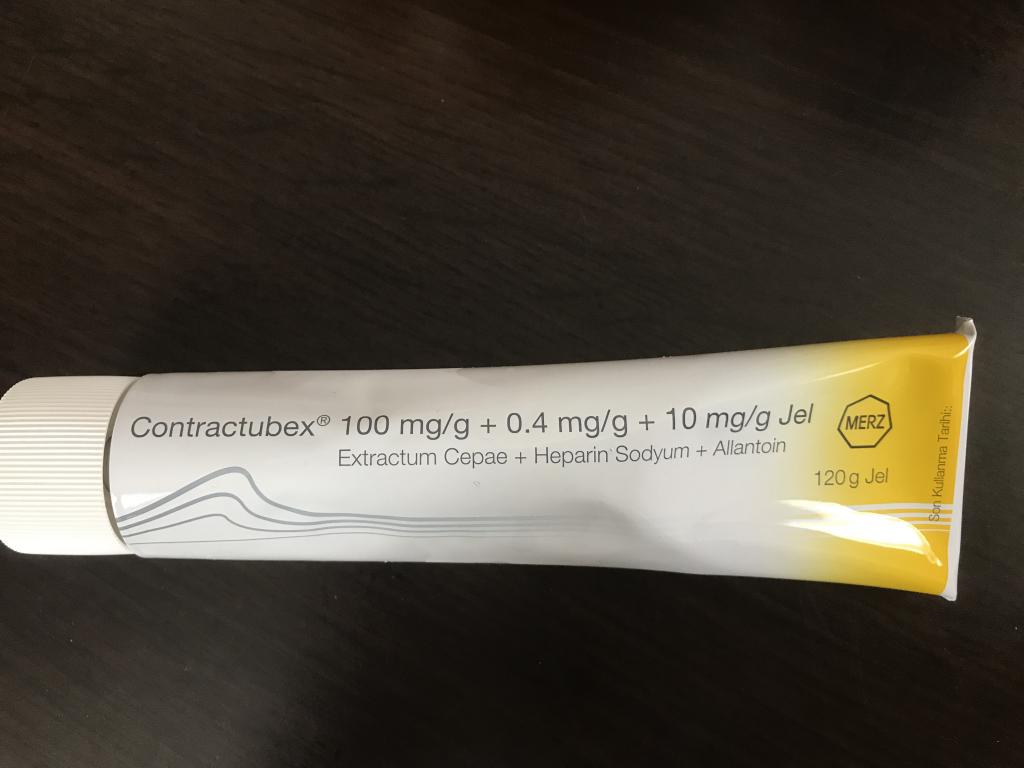 Contractubex® 100 mg/g + 0.4 mg/g + 10 mg/g Jel
Extractum Cepae + Heparin Sodyum + Allantoin
MERZ
120 g Jel
Son Kullanma Tarihi::